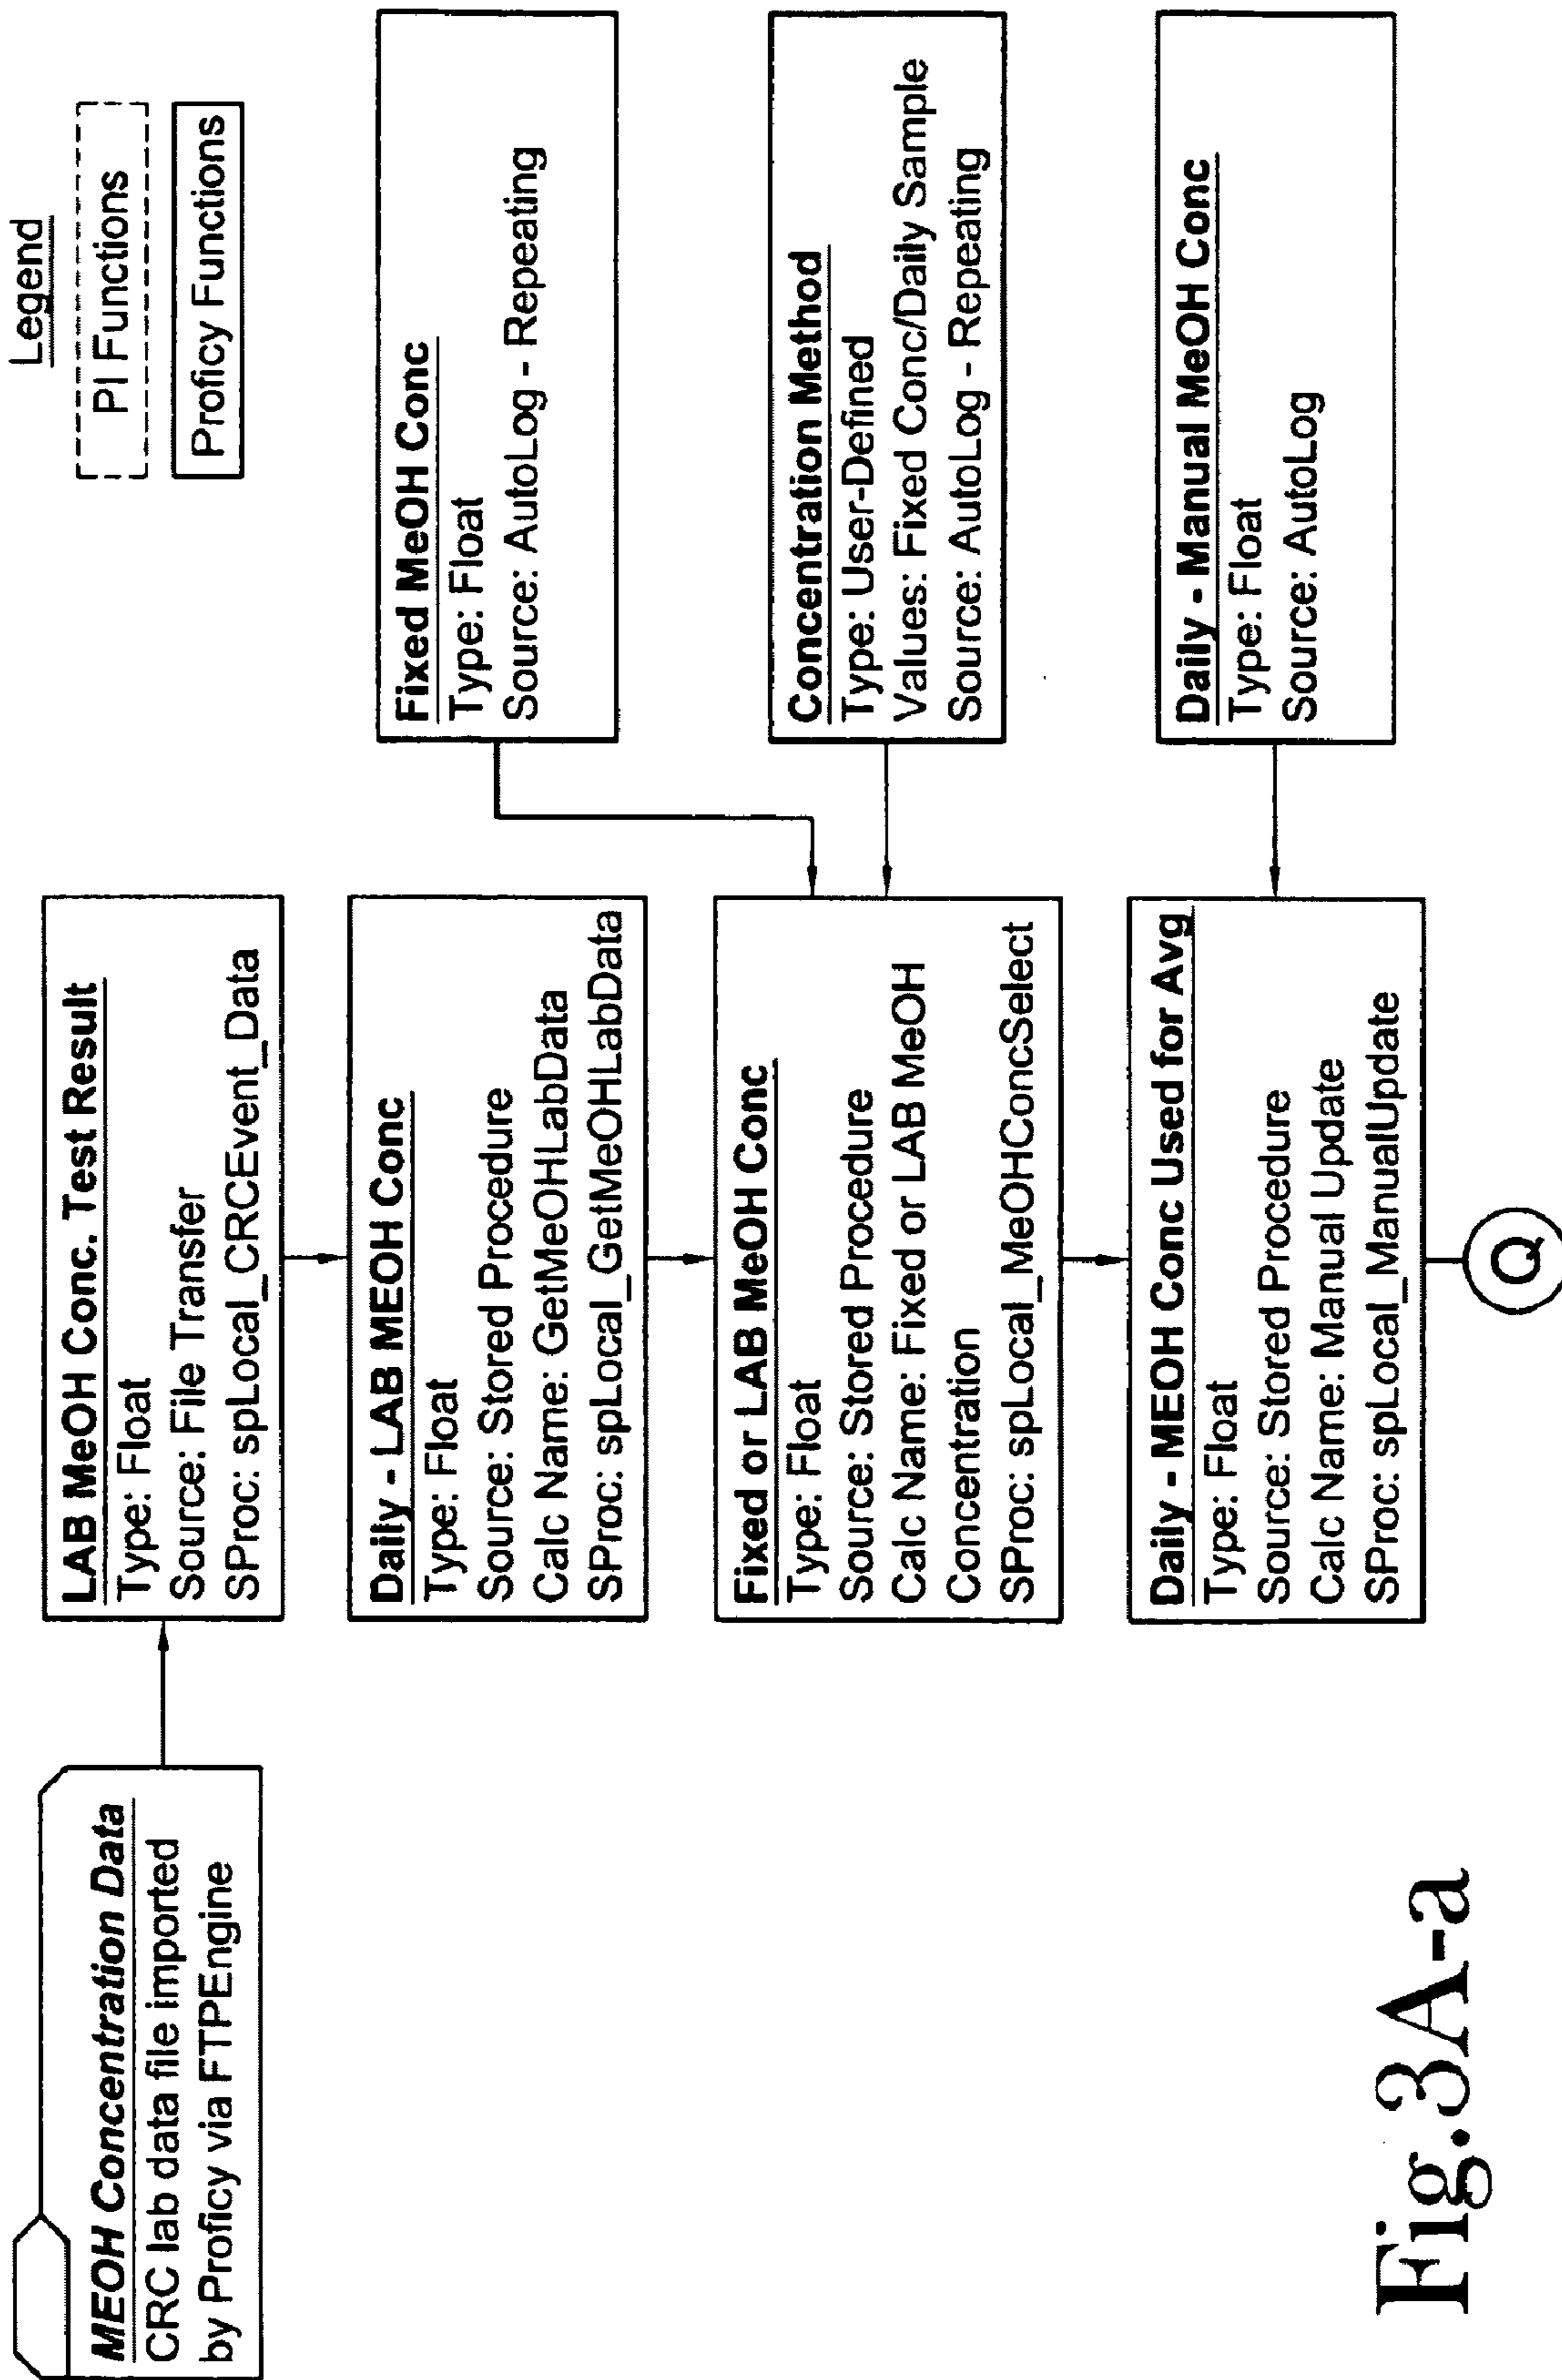 Legend
PI Functions
Proficy Functions
MEOH Concentration Data
CRC lab data file imported
by Proficy via FTPEngine
LAB MeOH Conc. Test Result
Type: Float
Source: File Transfer
SProc: spLocal_CRCEvent_Data
Daily - LAB MEOH Conc
Type: Float
Source: Stored Procedure
Calc Name: GetMeOHLabData
SProc: spLocal_GetMeOHLabData
Fixed MeOH Conc
Type: Float
Source: AutoLog - Repeating
Fixed or LAB MeOH Conc
Type: Float
Source: Stored Procedure
Calc Name: Fixed or LAB MeOH
Concentration
SProc: spLocal_MeOHConcSelect
Concentration Method
Type: User-Defined
Values: Fixed Conc/Daily Sample
Source: AutoLog - Repeating
Daily - MEOH Conc Used for Avg
Type: Float
Source: Stored Procedure
Calc Name: Manual Update
SProc: spLocal_ManualUpdate
Daily - Manual MeOH Conc
Type: Float
Source: AutoLog
Q
Fig.3A-a